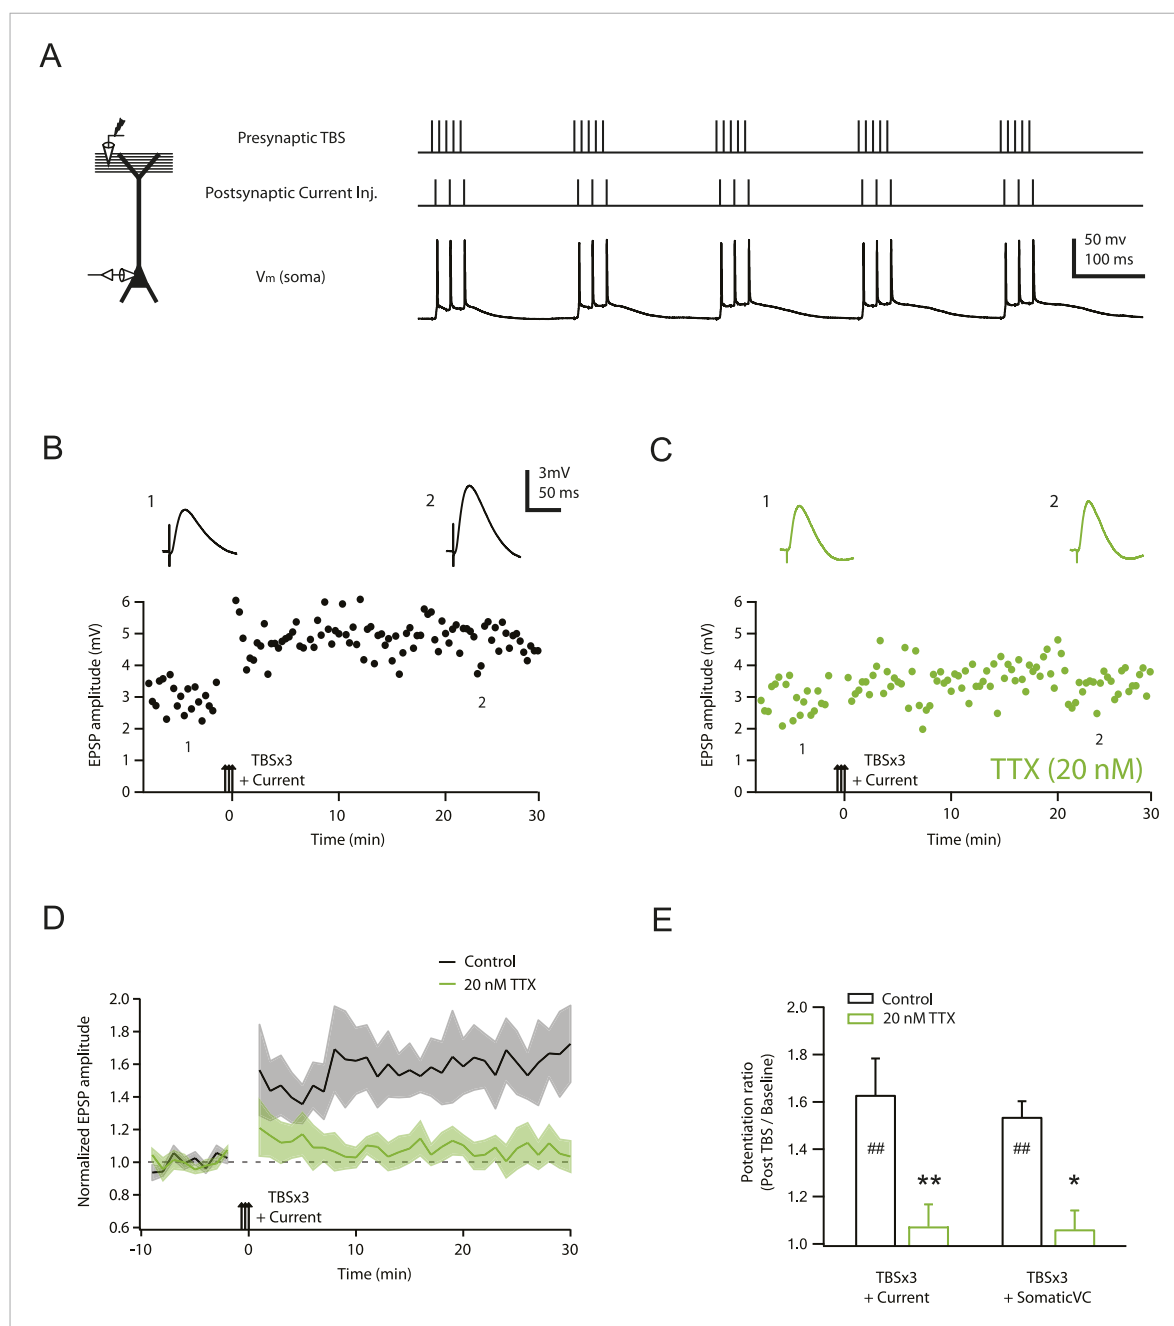 A
Presynaptic TBS
Postsynaptic Current Inj.
50 mv
100 ms
Vm (soma)
B
C
1
2
3mV
50 ms
1
2
6
5
4
3
2
1
0
EPSP amplitude (mV)
1
2
TBSx3
+ Current
0
10
20
30
Time (min)
6
5
4
3
2
1
0
EPSP amplitude (mV)
1
2
TBSx3
+ Current
TTX (20 nM)
0
10
20
30
Time (min)
D
E
Control
20 nM TTX
2.0
1.8
1.6
1.4
1.2
1.0
0.8
0.6
Normalized EPSP amplitude
TBSx3
+ Current
-10
0
10
20
30
Time (min)
Control
20 nM TTX
2.0
1.8
1.6
1.4
1.2
1.0
Potentiation ratio
(Post TBS / Baseline)
##
**
##
*
TBSx3
+ Current
TBSx3
+ SomaticVC